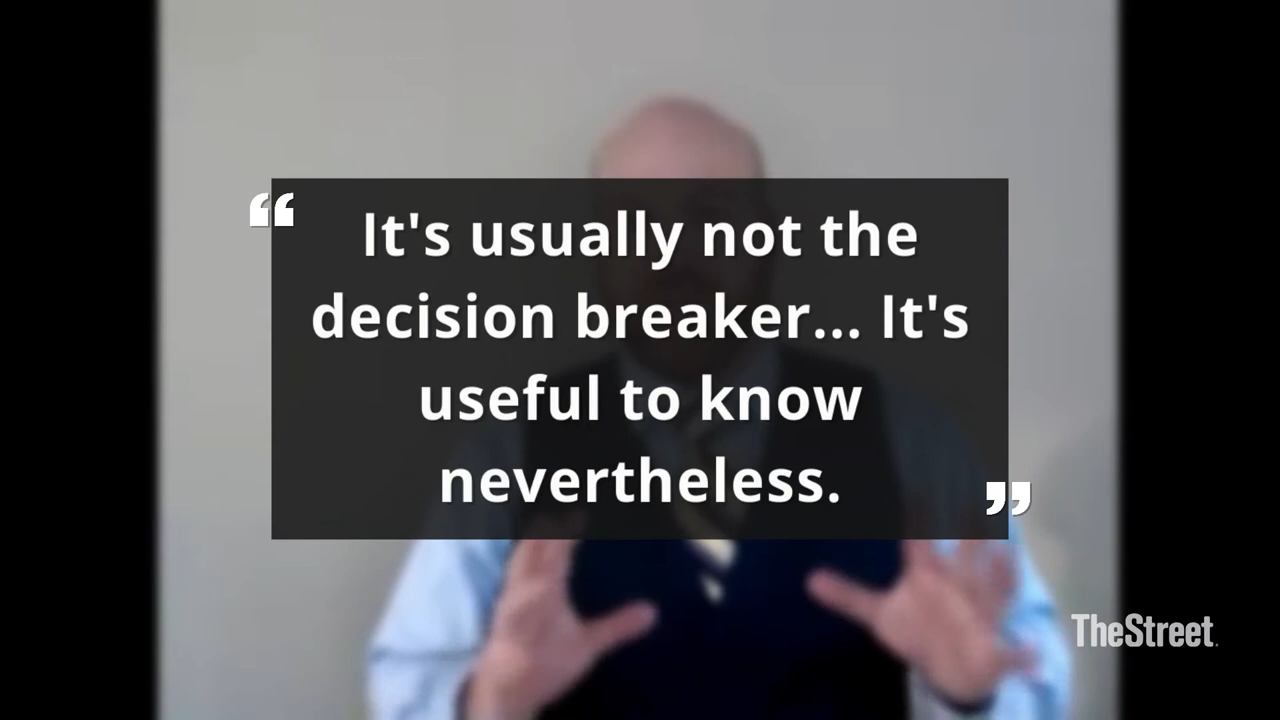 “
It's usually not the
decision breaker... It's
useful to know
nevertheless.
”
TheStreet.